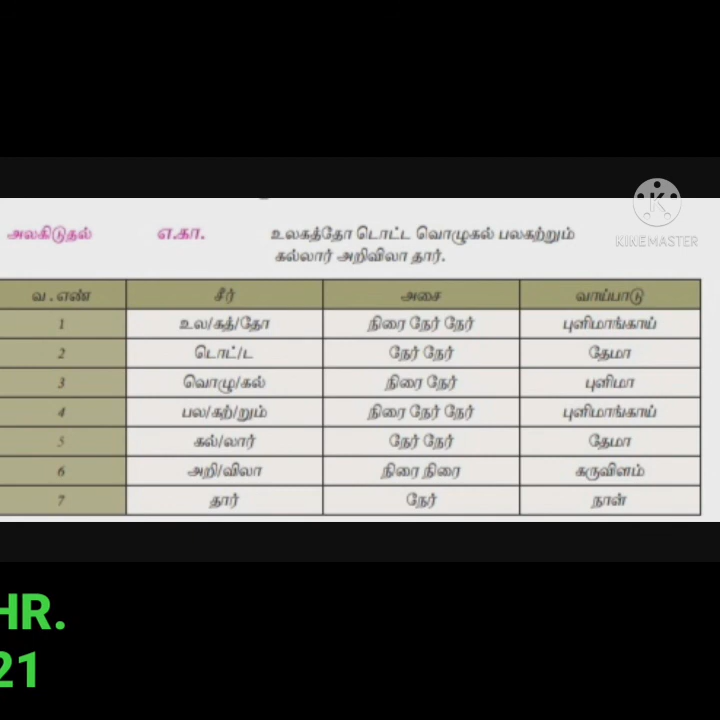 KINEMASTER
அலகிடுதல் எ.கா. உலகத்தோ டொட்ட வொழுகல் பலகற்றும்
கல்லார் அறிவிலா தார்.
வ . எண் சீர் அசை வாய்பாடு
1 உல/கத்/தோ நிரை நேர் நேர் புளிமாங்காய்
2 டொட்/ட நேர் நேர் தேமா
3 வொழு/கல் நிரை நேர் புளிமா
4 பல/கற்/றும் நிரை நேர் நேர் புளிமாங்காய்
5 கல்/லார் நேர் நேர் தேமா
6 அறி/விலா நிரை நிரை கருவிளம்
7 தார் நேர் நாள்
HR.
21